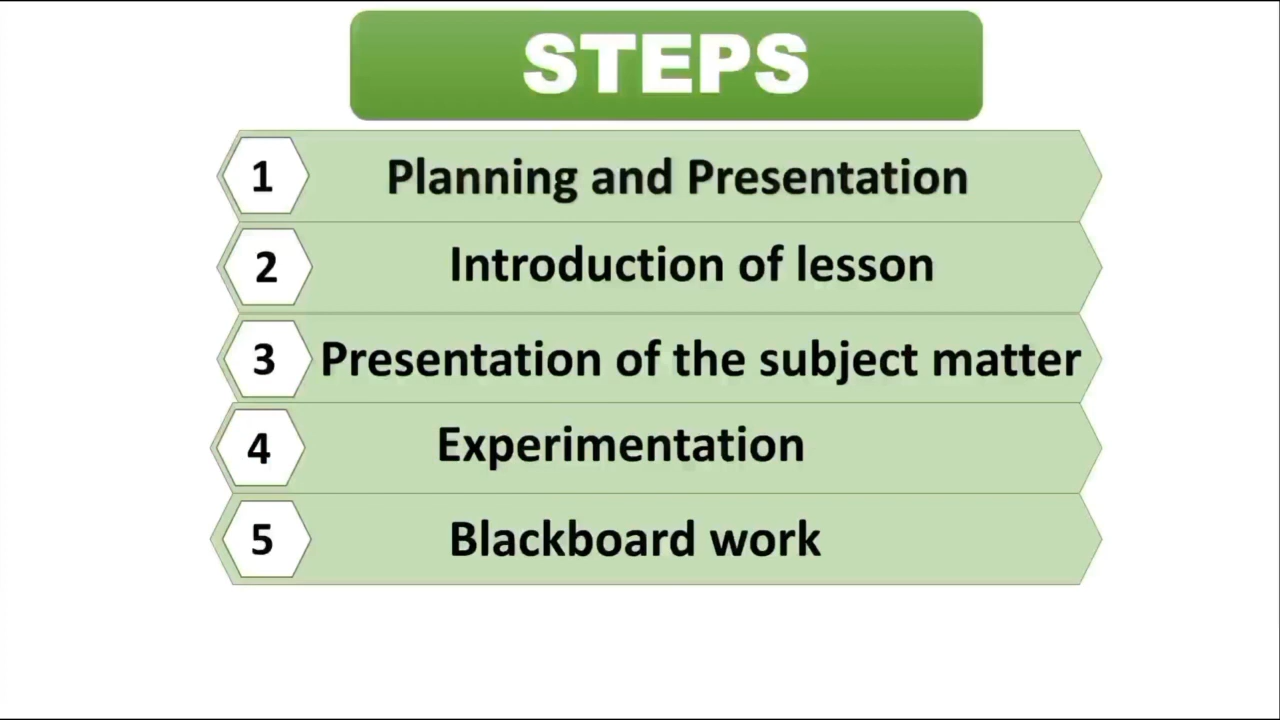 STEPS
1 Planning and Presentation
2 Introduction of lesson
3 Presentation of the subject matter
4 Experimentation
5 Blackboard work